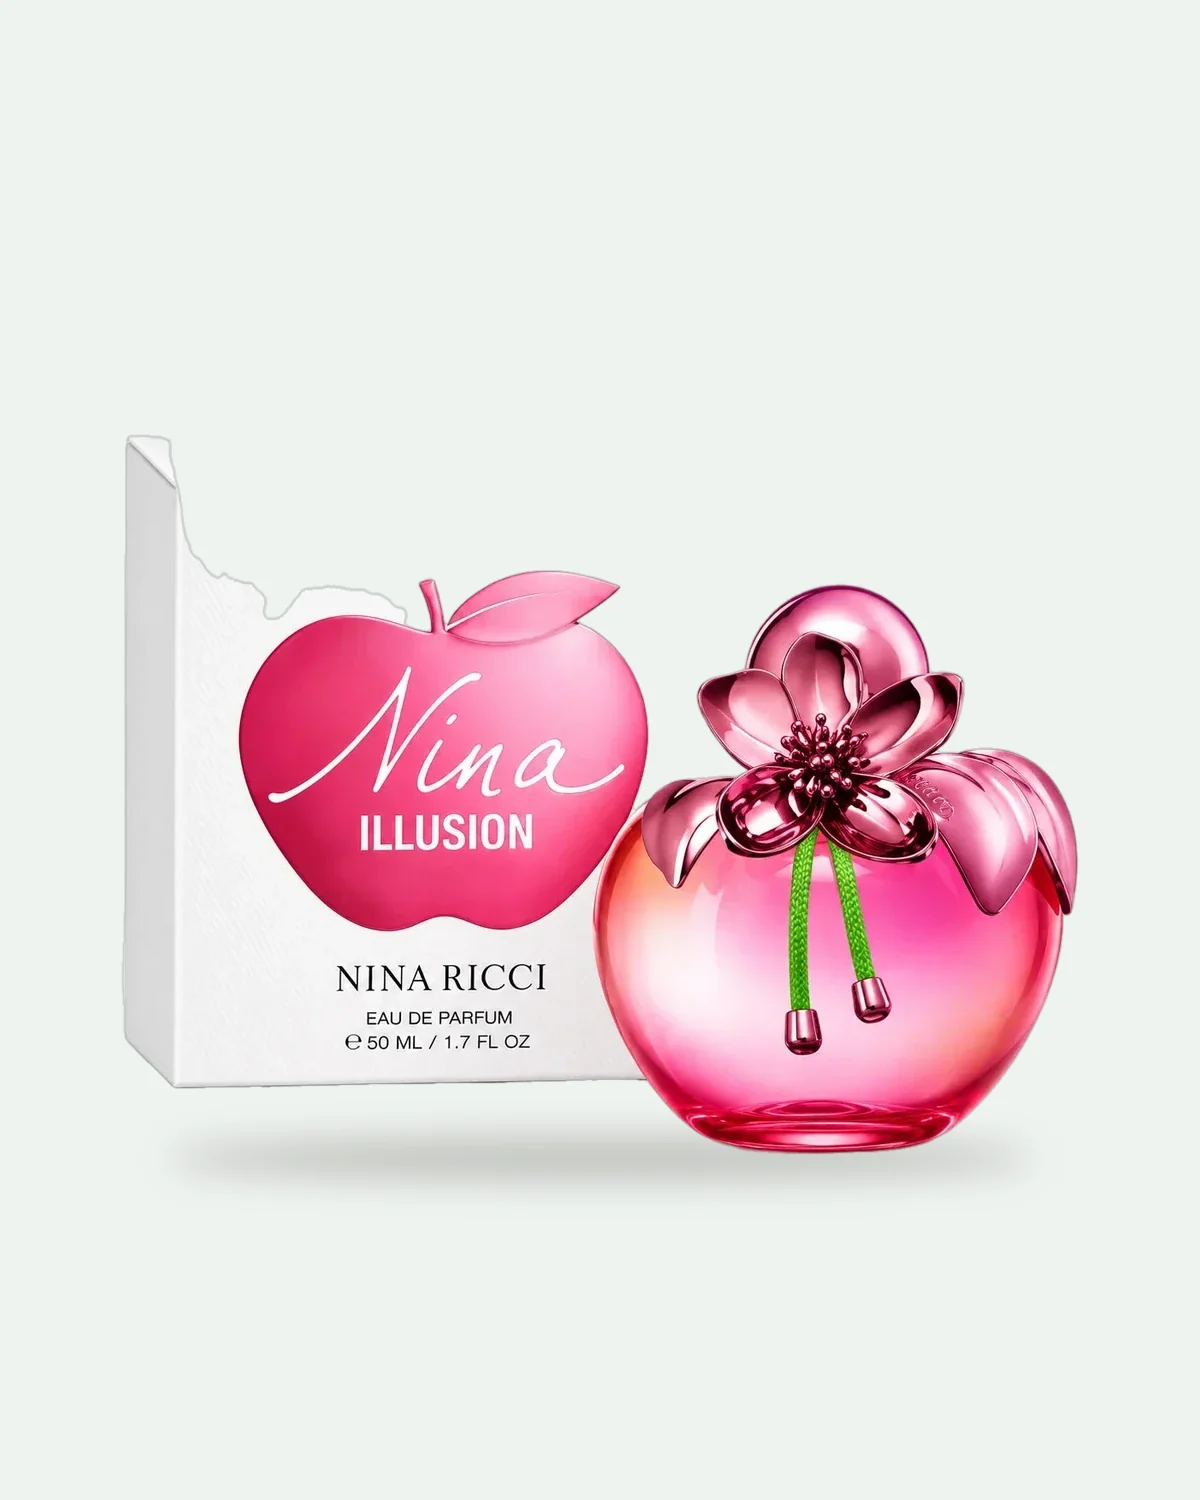 Nina
ILLUSION
NINA RICCI
EAU DE PARFUM
℮ 50 ML / 1.7 FL OZ